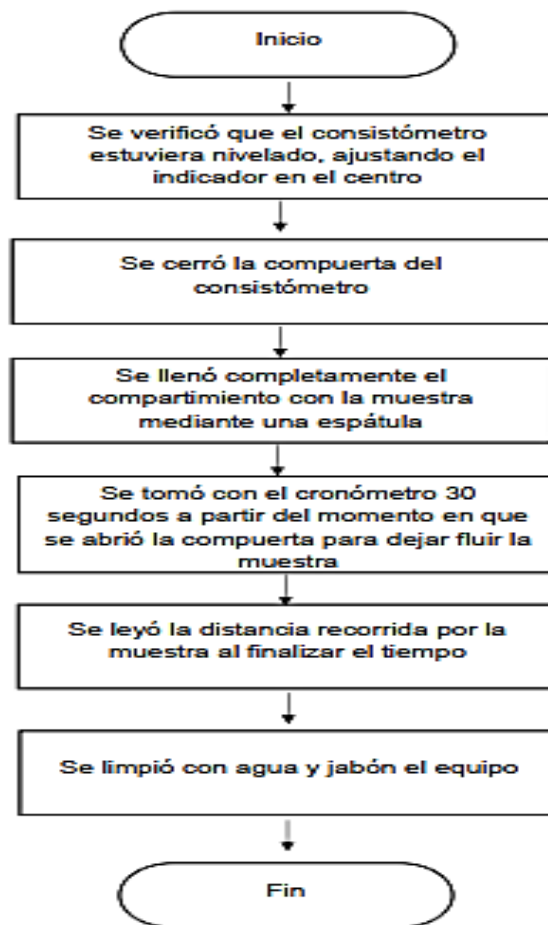 Inicio
Se verificó que el consistómetro
estuviera nivelado, ajustando el
indicador en el centro
Se cerró la compuerta del
consistómetro
Se llenó completamente el
compartimiento con la muestra
mediante una espátula
Se tomó con el cronómetro 30
segundos a partir del momento en que
se abrió la compuerta para dejar fluir la
muestra
Se leyó la distancia recorrida por la
muestra al finalizar el tiempo
Se limpió con agua y jabón el equipo
Fin